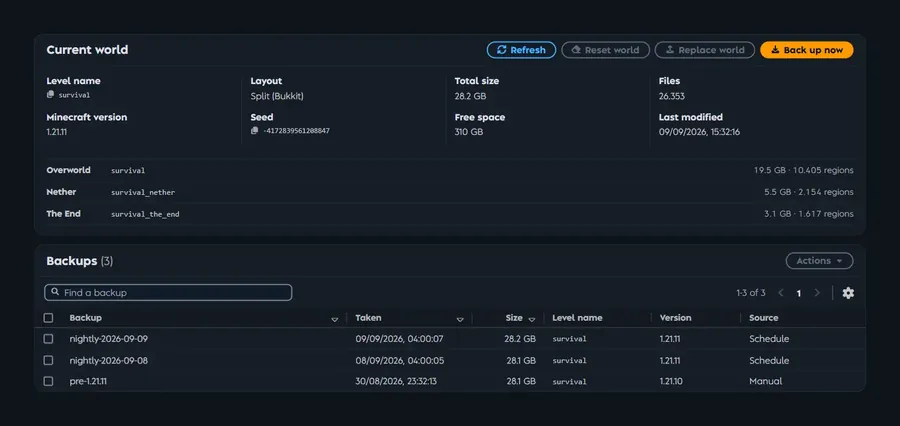 Current world
Refresh
Reset world
Replace world
Back up now
Level name
survival
Layout
Split (Bukkit)
Total size
28.2 GB
Files
26.353
Minecraft version
1.21.11
Seed
-4172839561208847
Free space
310 GB
Last modified
09/09/2026, 15:32:16
Overworld survival 19.5 GB · 10.405 regions
Nether survival_nether 5.5 GB · 2.154 regions
The End survival_the_end 3.1 GB · 1.617 regions
Backups (3)
Actions
Find a backup
1-3 of 3 1
Backup Taken Size Level name Version Source
nightly-2026-09-09 09/09/2026, 04:00:07 28.2 GB survival 1.21.11 Schedule
nightly-2026-09-08 08/09/2026, 04:00:05 28.1 GB survival 1.21.11 Schedule
pre-1.21.11 30/08/2026, 23:32:13 28.1 GB survival 1.21.10 Manual